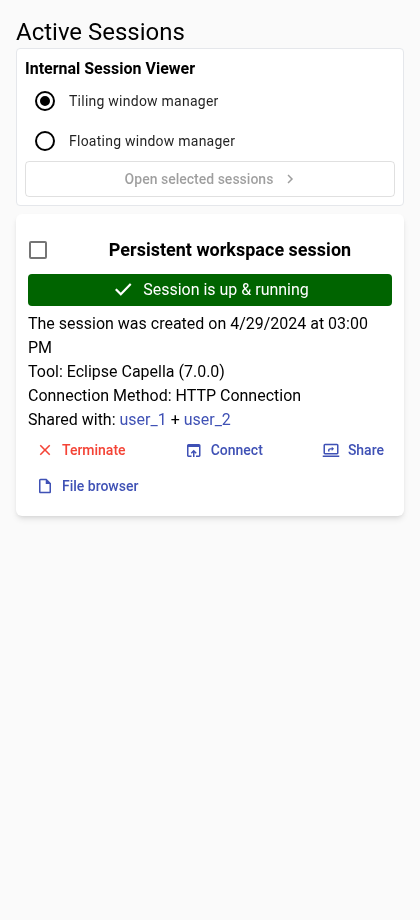 Active Sessions
Internal Session Viewer
Tiling window manager
Floating window manager
Open selected sessions
Persistent workspace session
Session is up & running
The session was created on 4/29/2024 at 03:00
PM
Tool: Eclipse Capella (7.0.0)
Connection Method: HTTP Connection
Shared with: user_1 + user_2
Terminate Connect Share
File browser